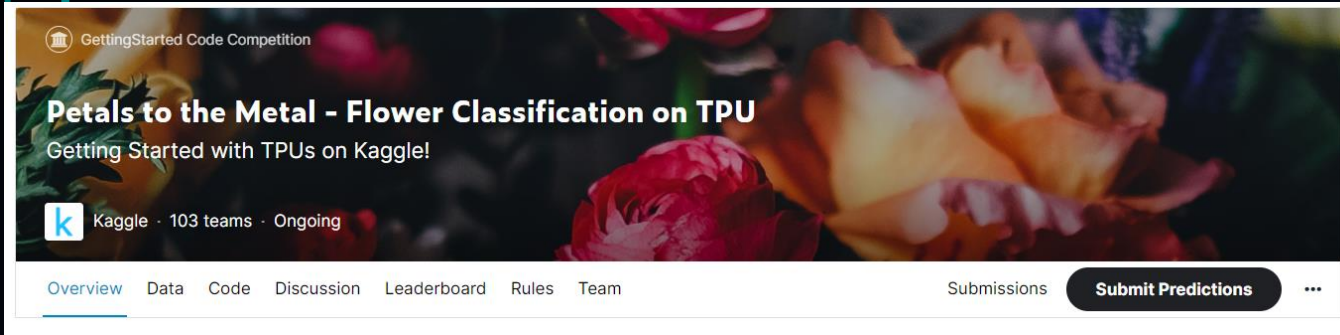 GettingStarted Code Competition
Petals to the Metal - Flower Classification on TPU
Getting Started with TPUs on Kaggle!
k Kaggle · 103 teams · Ongoing
Overview Data Code Discussion Leaderboard Rules Team Submissions Submit Predictions ...